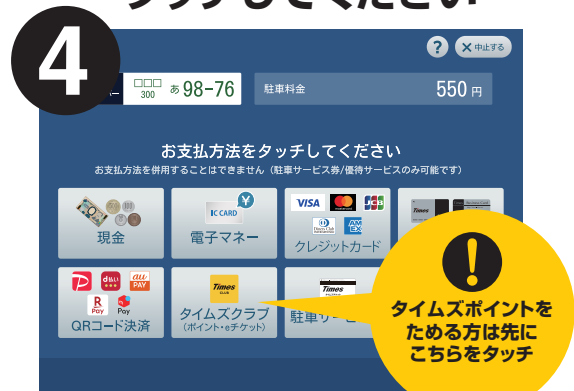 タッチしてください
4
?
×中止する
300
あ 98-76
駐車料金
550 円
お支払方法をタッチしてください
お支払方法を併用することはできません (駐車サービス券/優待サービスのみ可能です)
IC CARD
¥
VISA
JCB
Diners Club
AM
EX
Times
現金
電子マネー
クレジットカード
d払い
au
PAY
R
Pay
Pay
Times
CLUB
Times
QRコード決済
タイムズクラブ
(ポイント・eチケット)
駐車サービ
!
タイムズポイントを
ためる方は先に
こちらをタッチ